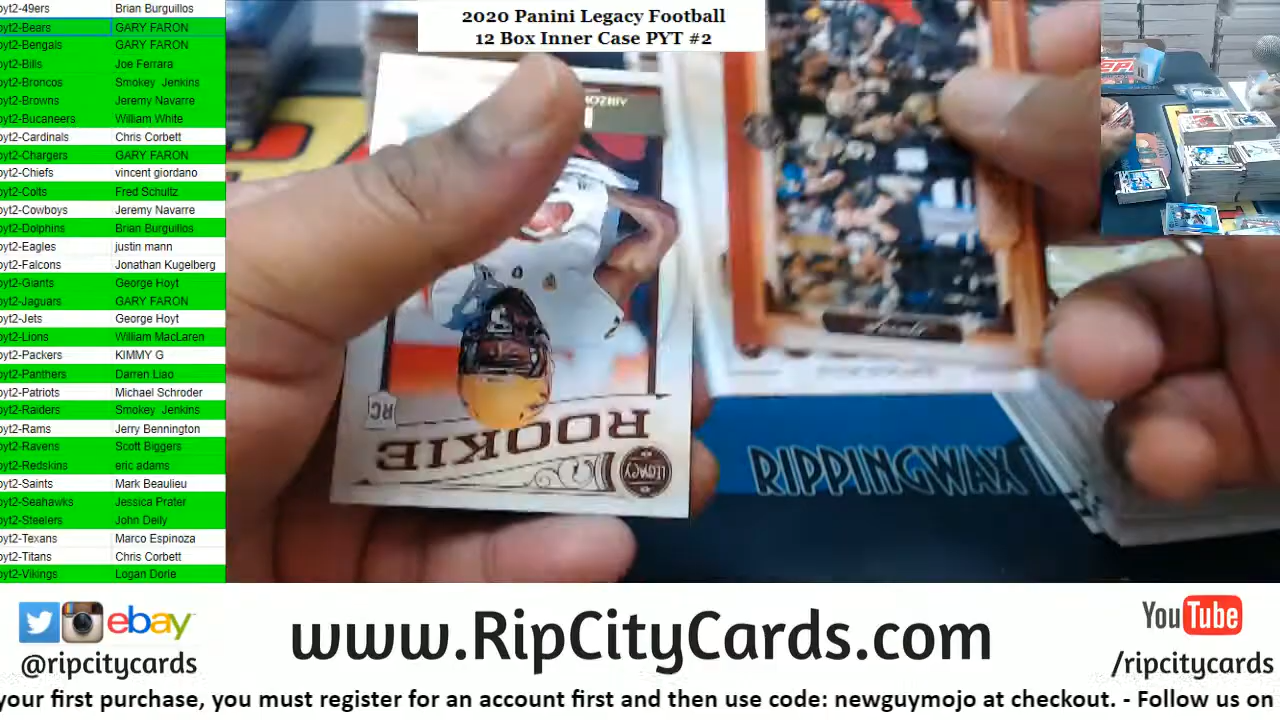 2020 Panini Legacy Football
12 Box Inner Case PYT #2
pyt2-49ers Brian Burguillos
pyt2-Bears GARY FARON
pyt2-Bengals GARY FARON
pyt2-Bills Joe Ferrara
pyt2-Broncos Smokey Jenkins
pyt2-Browns Jeremy Navarre
pyt2-Bucaneers William White
pyt2-Cardinals Chris Corbett
pyt2-Chargers GARY FARON
pyt2-Chiefs vincent giordano
pyt2-Colts Fred Schultz
pyt2-Cowboys Jeremy Navarre
pyt2-Dolphins Brian Burguillos
pyt2-Eagles justin mann
pyt2-Falcons Jonathan Kugelberg
pyt2-Giants George Hoyt
pyt2-Jaguars GARY FARON
pyt2-Jets George Hoyt
pyt2-Lions William MacLaren
pyt2-Packers KIMMY G
pyt2-Panthers Darren Liao
pyt2-Patriots Michael Schroder
pyt2-Raiders Smokey Jenkins
pyt2-Rams Jerry Bennington
pyt2-Ravens Scott Biggers
pyt2-Redskins eric adams
pyt2-Saints Mark Beaulieu
pyt2-Seahawks Jessica Prater
pyt2-Steelers John Deily
pyt2-Texans Marco Espinoza
pyt2-Titans Chris Corbett
pyt2-Vikings Logan Dorie
RC
ROOKIE
LEGACY
RIPPINGWAX
ebay
@ripcitycards
www.RipCityCards.com
YouTube
/ripcitycards
your first purchase, you must register for an account first and then use code: newguymojo at checkout. - Follow us on